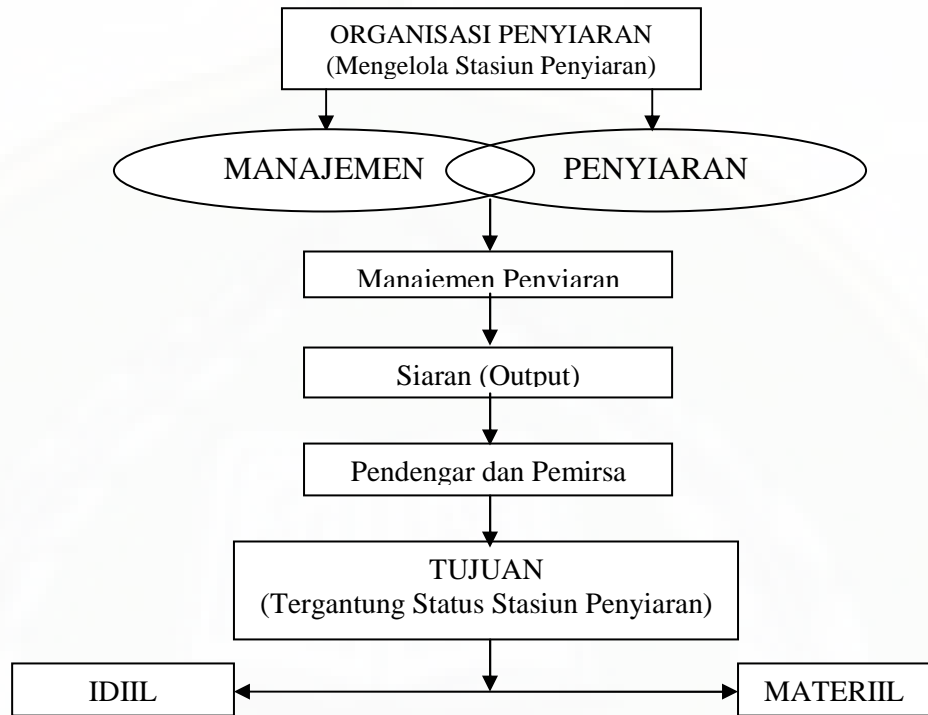 ORGANISASI PENYIARAN
(Mengelola Stasiun Penyiaran)
MANAJEMEN
PENYIARAN
Manajemen Penyiaran
Siaran (Output)
Pendengar dan Pemirsa
TUJUAN
(Tergantung Status Stasiun Penyiaran)
IDIIL
MATERIIL